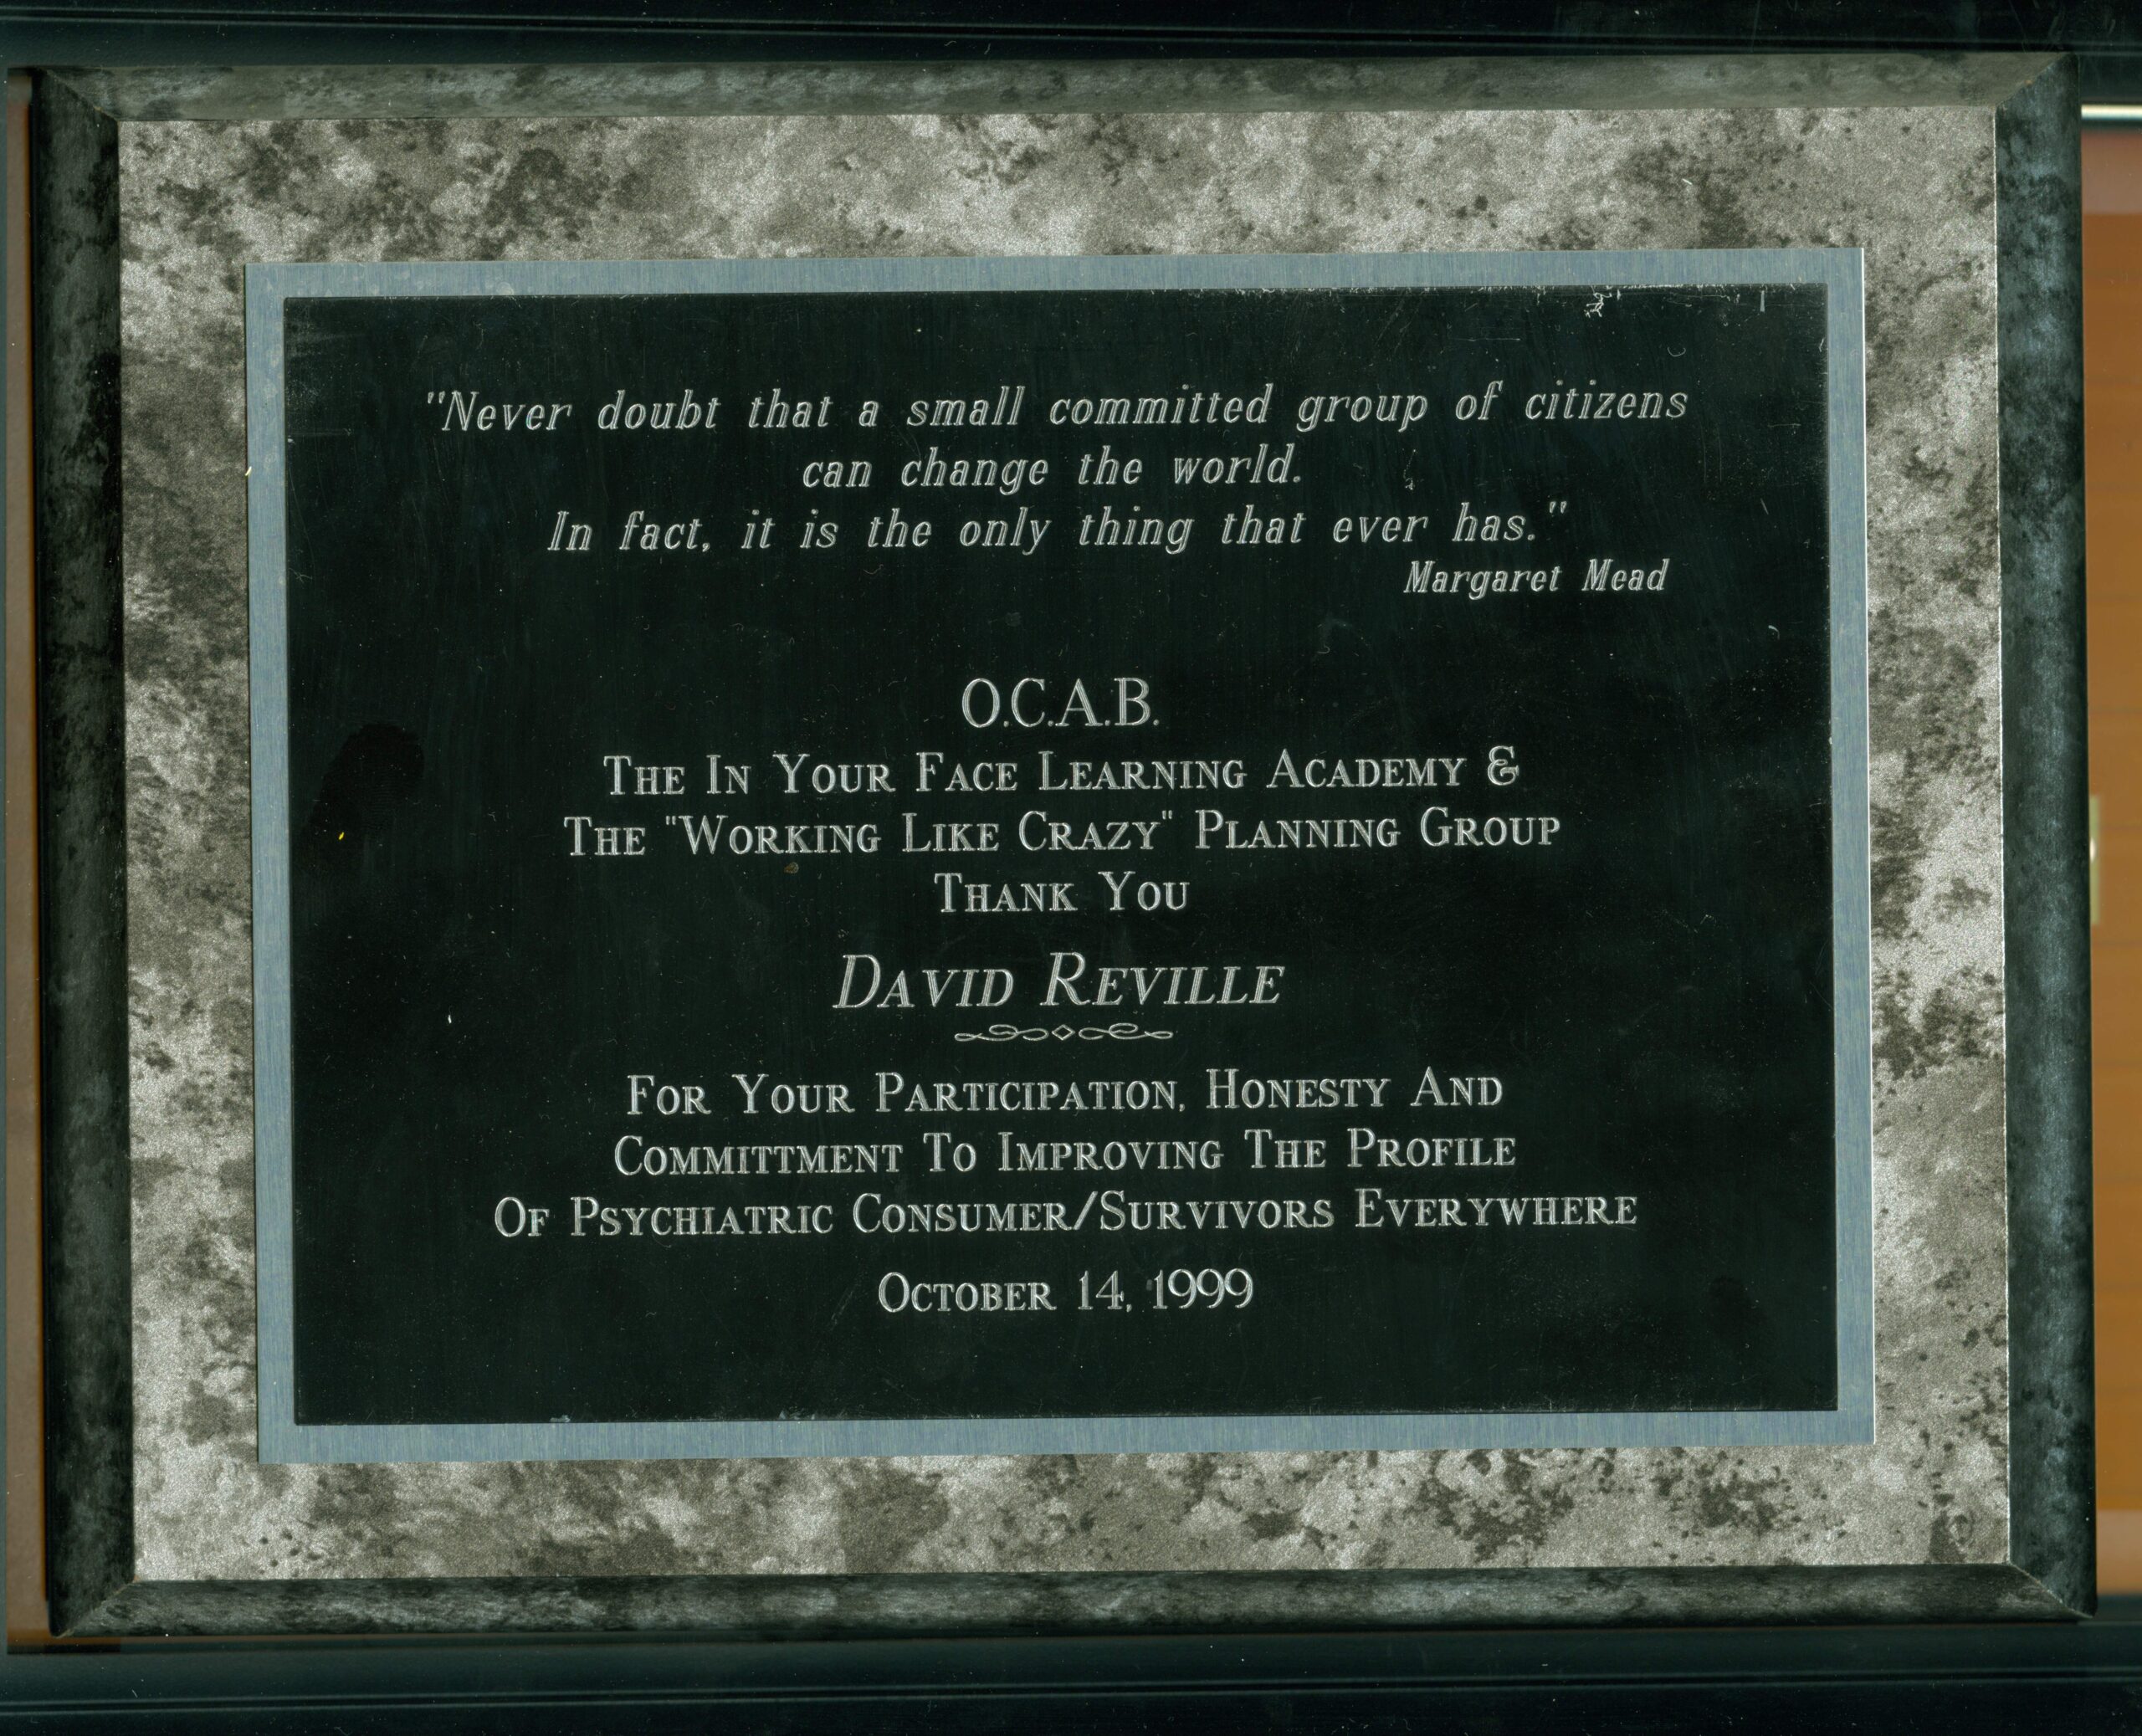 "Never doubt that a small committed group of citizens
can change the world.
In fact, it is the only thing that ever has."
Margaret Mead
O.C.A.B.
THE IN YOUR FACE LEARNING ACADEMY &
THE "WORKING LIKE CRAZY" PLANNING GROUP
THANK YOU
DAVID REVILLE
FOR YOUR PARTICIPATION, HONESTY AND
COMMITTMENT TO IMPROVING THE PROFILE
OF PSYCHIATRIC CONSUMER/SURVIVORS EVERYWHERE
OCTOBER 14, 1999